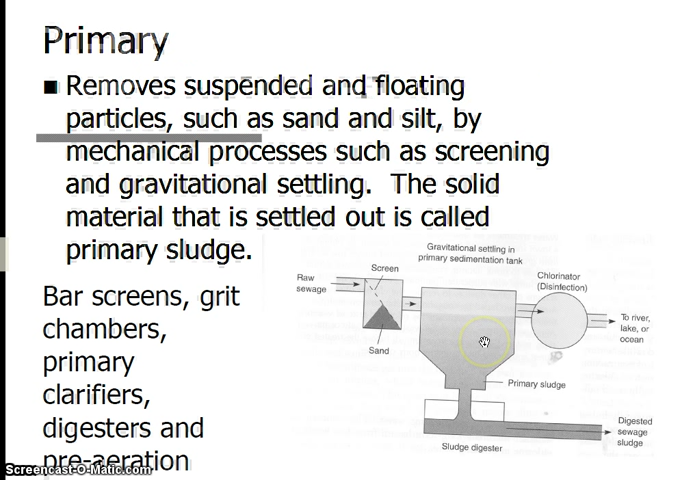 Primary
Removes suspended and floating
particles, such as sand and silt, by
mechanical processes such as screening
and gravitational settling. The solid
material that is settled out is called
primary sludge.
Bar screens, grit
chambers,
primary
clarifiers,
digesters and
pre-aeration
Gravitational settling in
primary sedimentation tank
Screen
Raw
sewage
Chlorinator
(Disinfection)
To river,
lake, or
ocean
Sand
Primary sludge
Digested
sewage
sludge
Sludge digester
Screencast-O-Matic.com